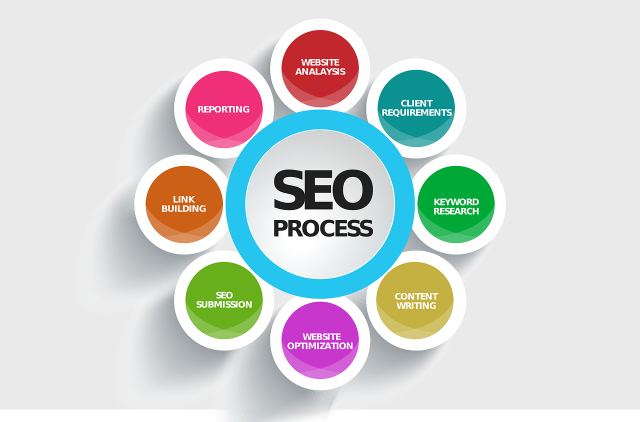 SEO
PROCESS
WEBSITE
ANALAYSIS
CLIENT
REQUIREMENTS
KEYWORD
RESEARCH
CONTENT
WRITING
WEBSITE
OPTIMIZATION
SEO
SUBMISSION
LINK
BUILDING
REPORTING